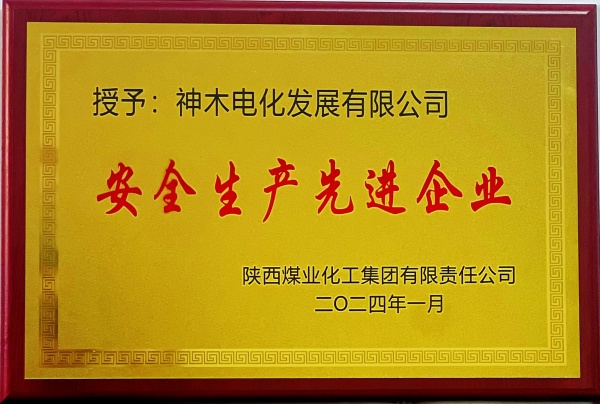 授予：神木电化发展有限公司
安全生产先进企业
陕西煤业化工集团有限责任公司
二〇二四年一月